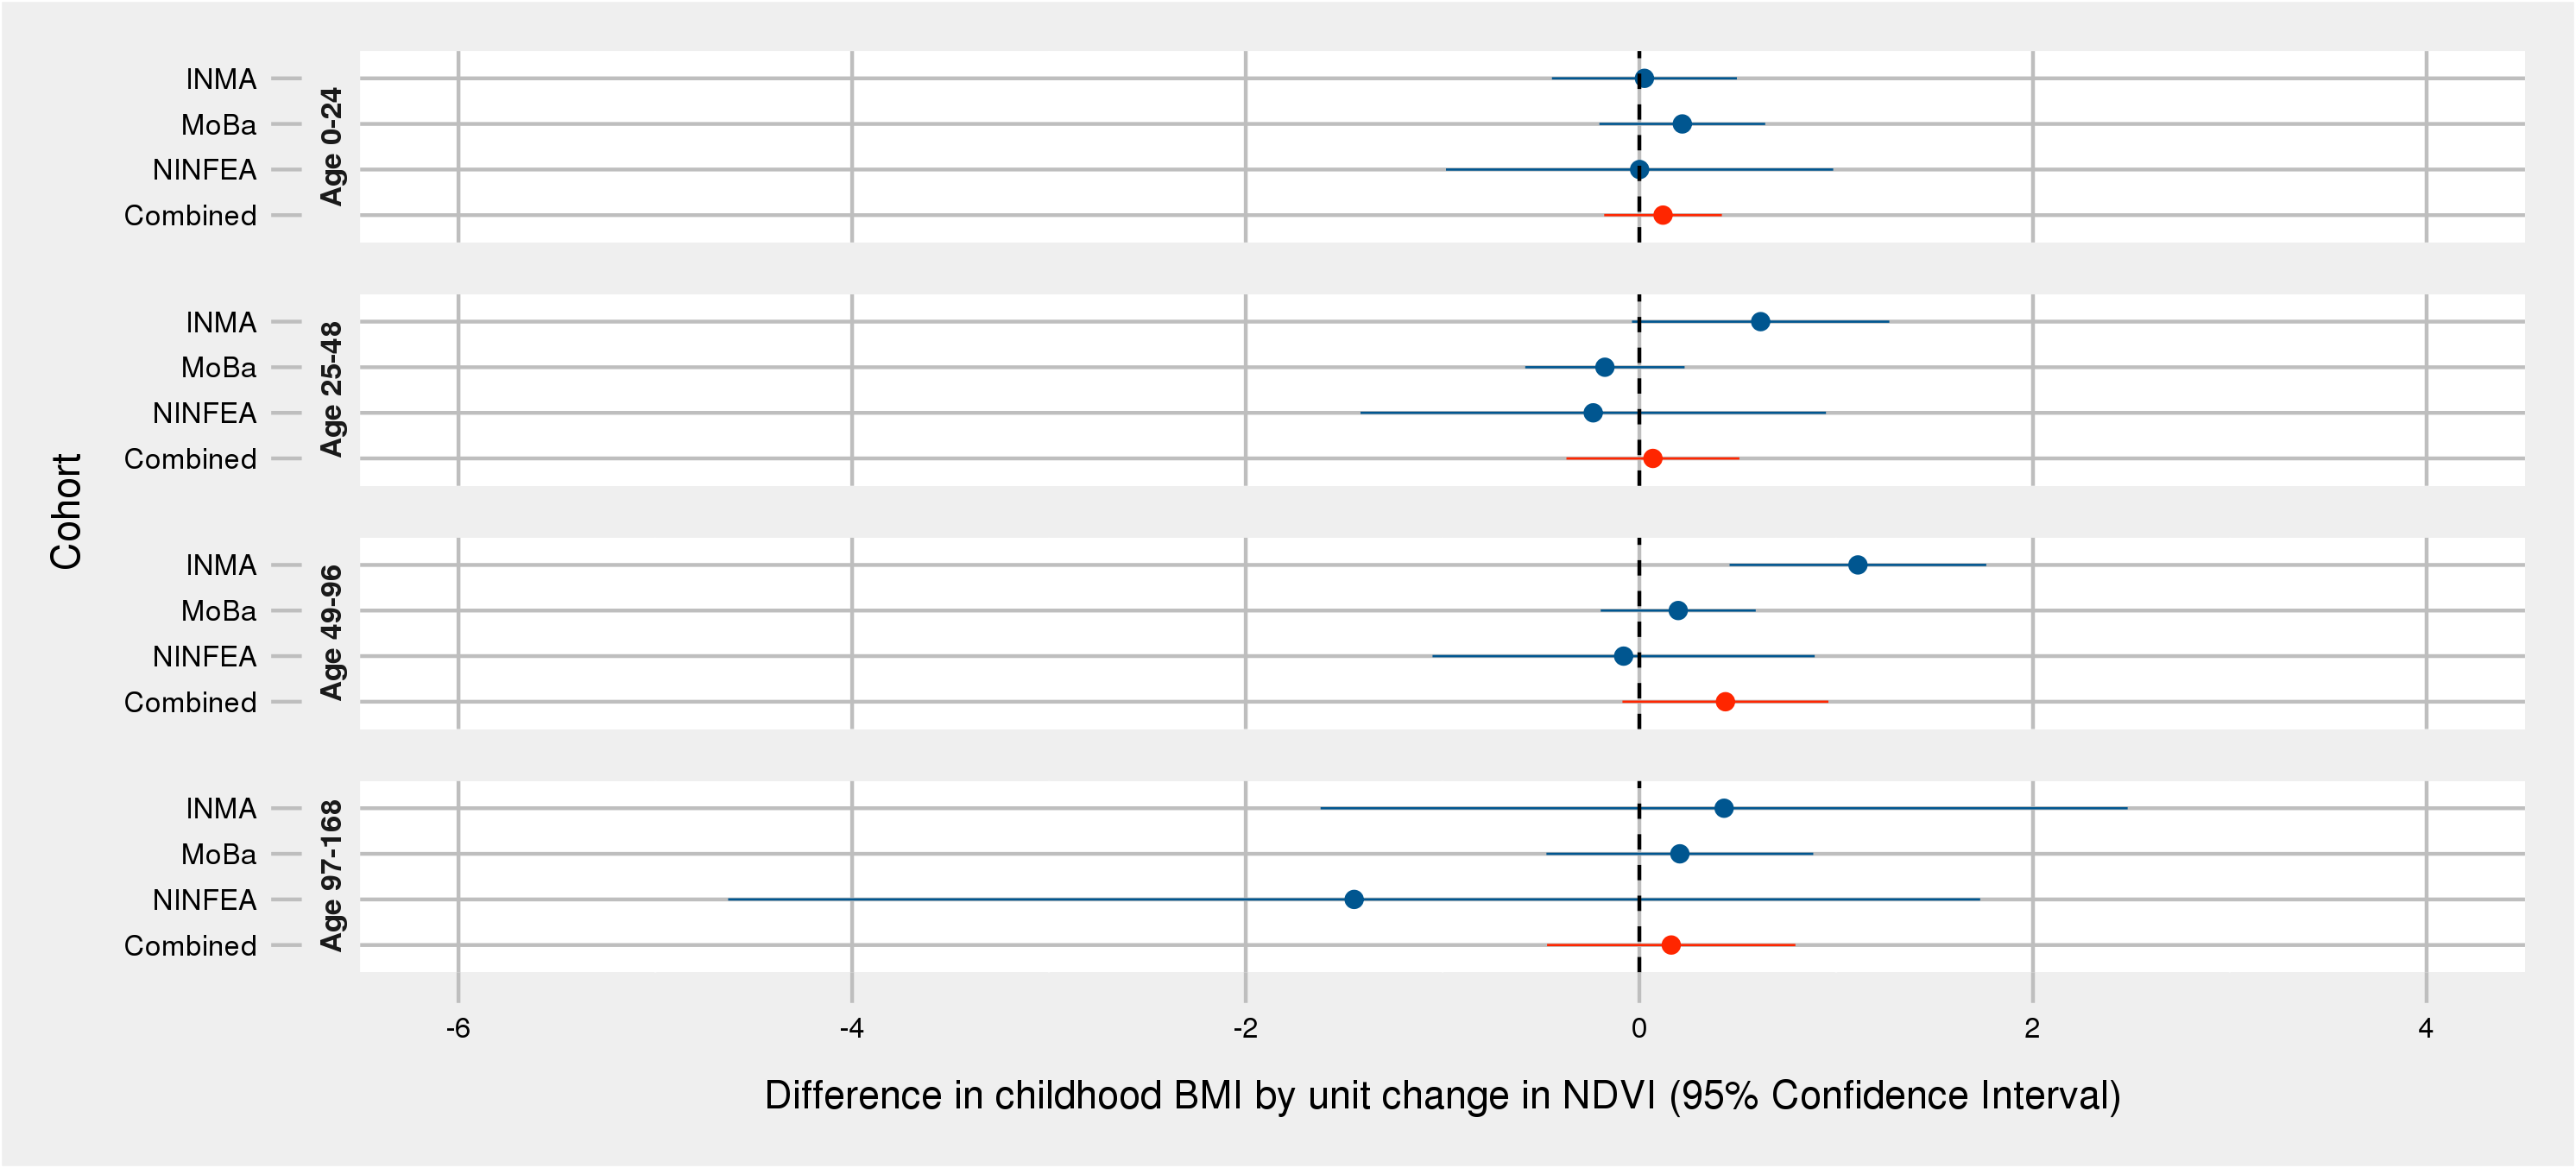 Cohort
Age 0-24
INMA
MoBa
NINFEA
Combined
Age 25-48
INMA
MoBa
NINFEA
Combined
Age 49-96
INMA
MoBa
NINFEA
Combined
Age 97-168
INMA
MoBa
NINFEA
Combined
-6 -4 -2 0 2 4
Difference in childhood BMI by unit change in NDVI (95% Confidence Interval)